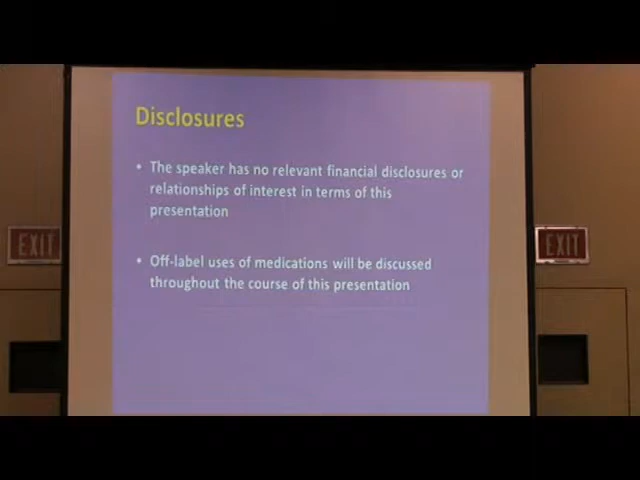 Disclosures
• The speaker has no relevant financial disclosures or
relationships of interest in terms of this
presentation
• Off-label uses of medications will be discussed
throughout the course of this presentation
EXIT
EXIT